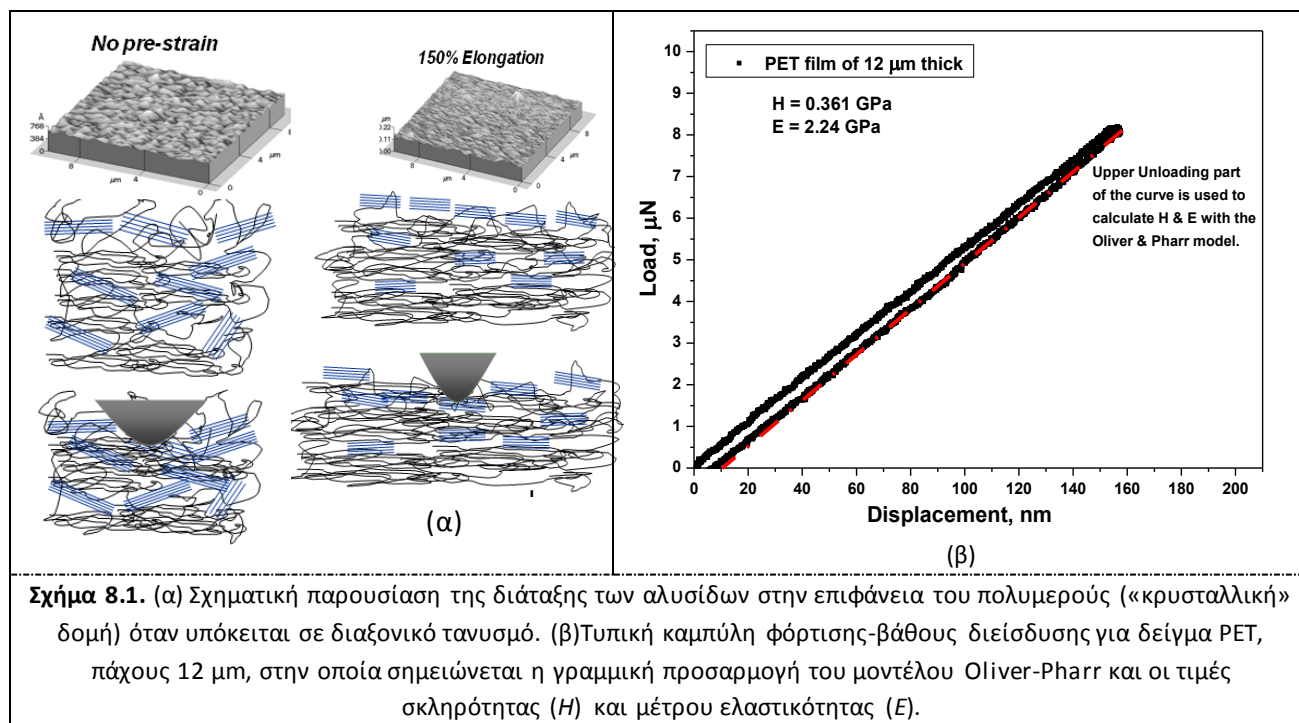 No pre-strain
150% Elongation
Å
768
384
0
8
4
µm
0
4
µm
µm
0.22
0.11
0.00
8
4
µm
0
4
8
µm
(α)
PET film of 12 µm thick
H = 0.361 GPa
E = 2.24 GPa
Upper Unloading part
of the curve is used to
calculate H & E with the
Oliver & Pharr model.
Load, µN
10
9
8
7
6
5
4
3
2
1
0
0 20 40 60 80 100 120 140 160 180 200
Displacement, nm
(β)
Σχήμα 8.1. (α) Σχηματική παρουσίαση της διάταξης των αλυσίδων στην επιφάνεια του πολυμερούς («κρυσταλλική»
δομή) όταν υπόκειται σε διαξονικό τανυσμό. (β)Τυπική καμπύλη φόρτισης-βάθους διείσδυσης για δείγμα PET,
πάχους 12 µm, στην οποία σημειώνεται η γραμμική προσαρμογή του μοντέλου Oliver-Pharr και οι τιμές
σκληρότητας (H) και μέτρου ελαστικότητας (E).